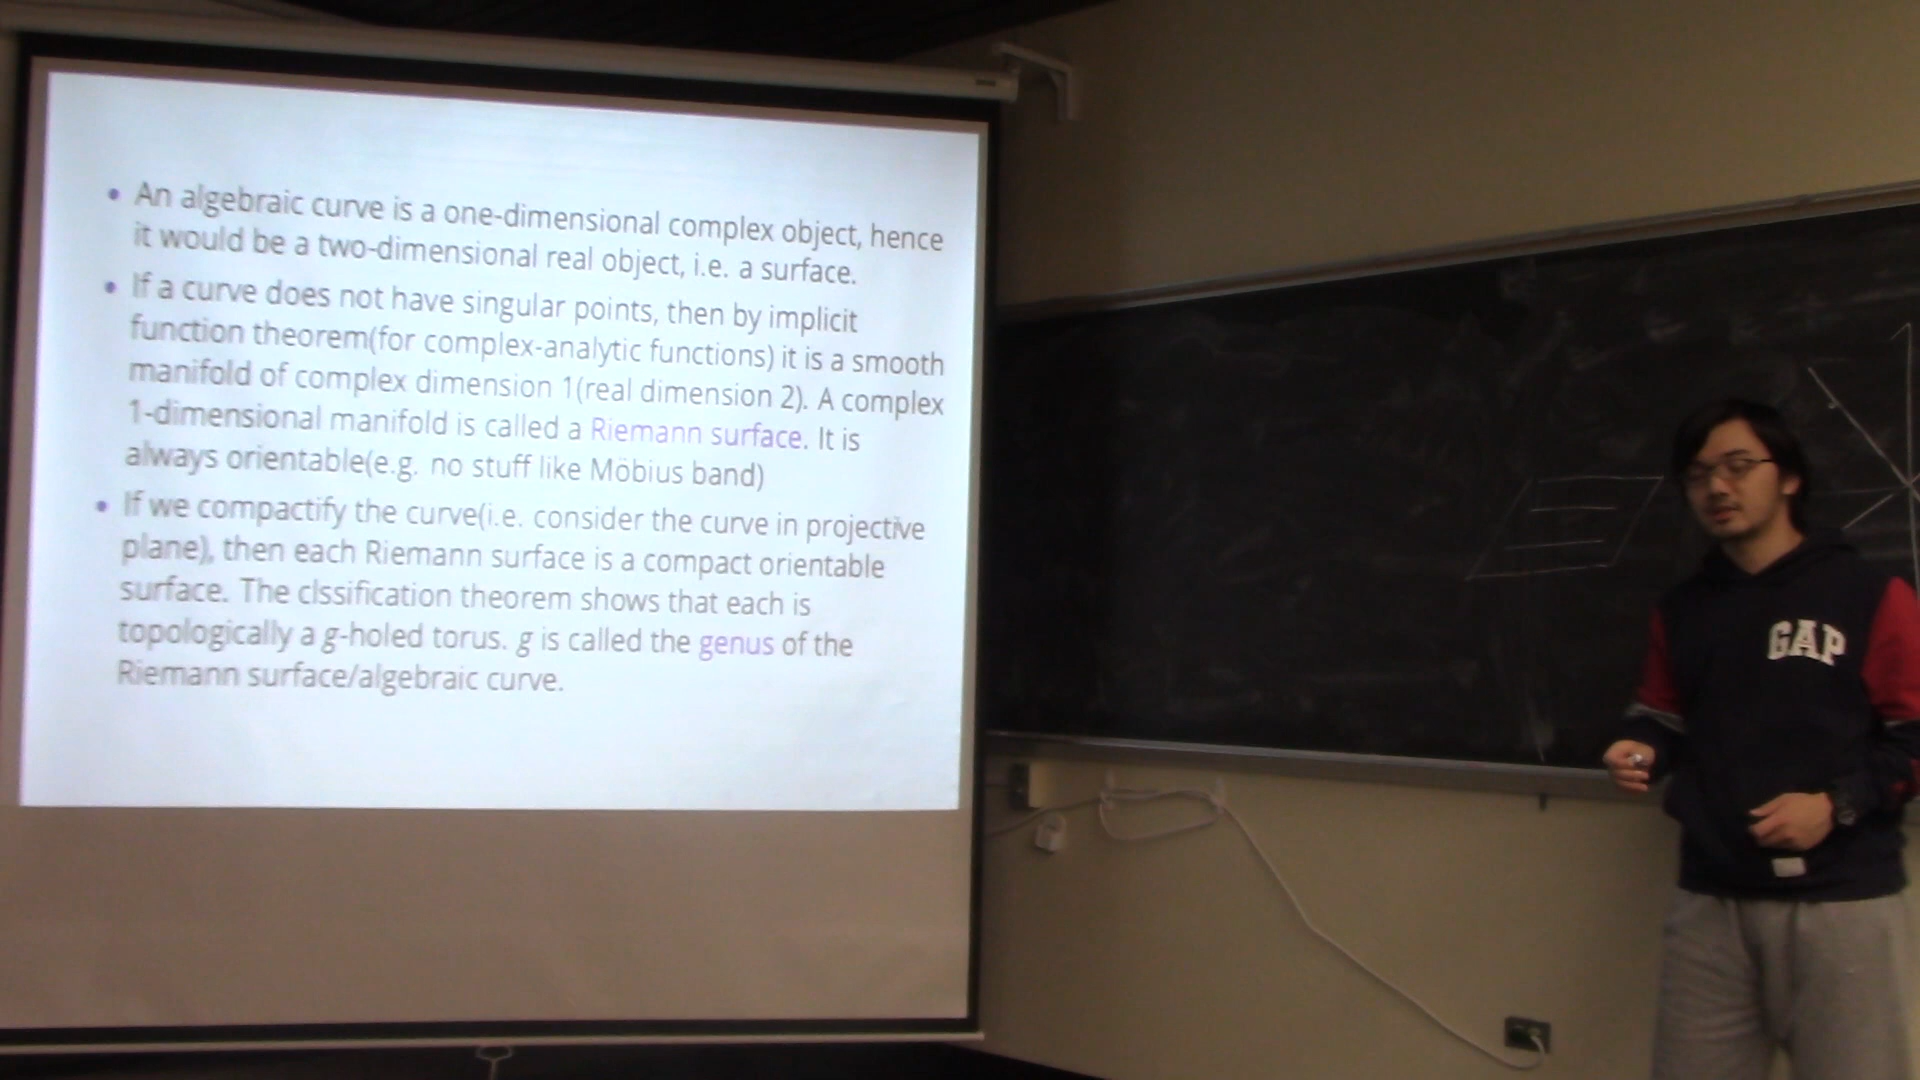 • An algebraic curve is a one-dimensional complex object, hence
it would be a two-dimensional real object, i.e. a surface.
• If a curve does not have singular points, then by implicit
function theorem(for complex-analytic functions) it is a smooth
manifold of complex dimension 1(real dimension 2). A complex
1-dimensional manifold is called a Riemann surface. It is
always orientable(e.g. no stuff like Möbius band)
• If we compactify the curve(i.e. consider the curve in projective
plane), then each Riemann surface is a compact orientable
surface. The clssification theorem shows that each is
topologically a g-holed torus. g is called the genus of the
Riemann surface/algebraic curve.
GAP